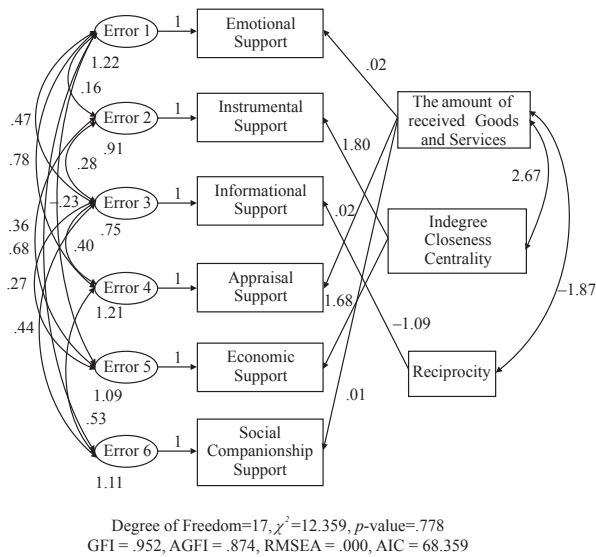 Error 1
1
Emotional
Support
1.22
.16
.02
Error 2
1
Instrumental
Support
The amount of
received Goods
and Services
.47
.91
1.80
.78
.28
2.67
Error 3
1
Informational
Support
–.23
.75
.02
Indegree
Closeness
Centrality
.36
.68
.40
.27
Error 4
1
Appraisal
Support
1.68
–1.87
1.21
–1.09
.44
Error 5
1
Economic
Support
Reciprocity
1.09
.01
.53
Error 6
1
Social
Companionship
Support
1.11
Degree of Freedom=17, χ²=12.359, p-value=.778
GFI = .952, AGFI = .874, RMSEA = .000, AIC = 68.359